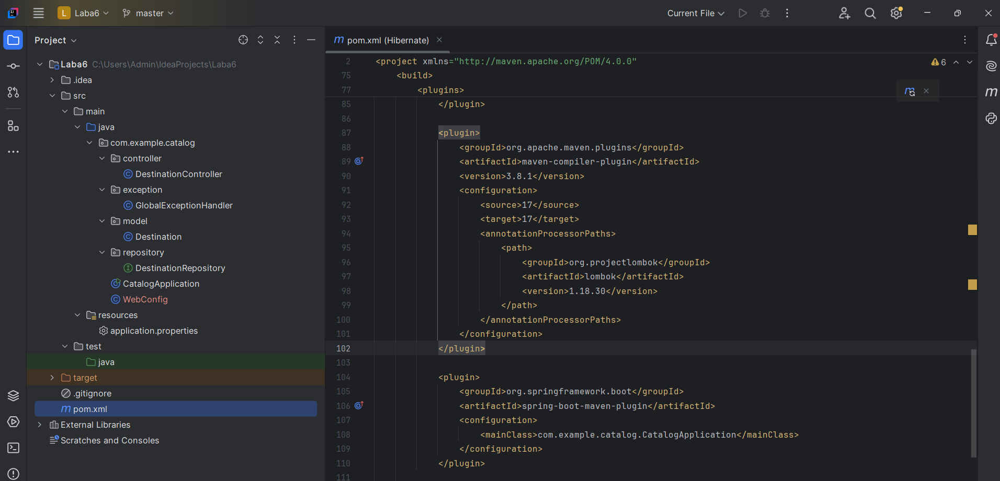 L Laba6 master Current File
Project
pom.xml (Hibernate)
Laba6 C:\Users\Admin\IdeaProjects\Laba6
.idea
src
main
java
com.example.catalog
controller
DestinationController
exception
GlobalExceptionHandler
model
Destination
repository
DestinationRepository
CatalogApplication
WebConfig
resources
application.properties
test
java
target
.gitignore
pom.xml
External Libraries
Scratches and Consoles
2 <project xmlns="http://maven.apache.org/POM/4.0.0"
6
75 <build>
77 <plugins>
85 </plugin>
86
87 <plugin>
88 <groupId>org.apache.maven.plugins</groupId>
89 <artifactId>maven-compiler-plugin</artifactId>
90 <version>3.8.1</version>
91 <configuration>
92 <source>17</source>
93 <target>17</target>
94 <annotationProcessorPaths>
95 <path>
96 <groupId>org.projectlombok</groupId>
97 <artifactId>lombok</artifactId>
98 <version>1.18.30</version>
99 </path>
100 </annotationProcessorPaths>
101 </configuration>
102 </plugin>
103
104 <plugin>
105 <groupId>org.springframework.boot</groupId>
106 <artifactId>spring-boot-maven-plugin</artifactId>
107 <configuration>
108 <mainClass>com.example.catalog.CatalogApplication</mainClass>
109 </configuration>
110 </plugin>
111